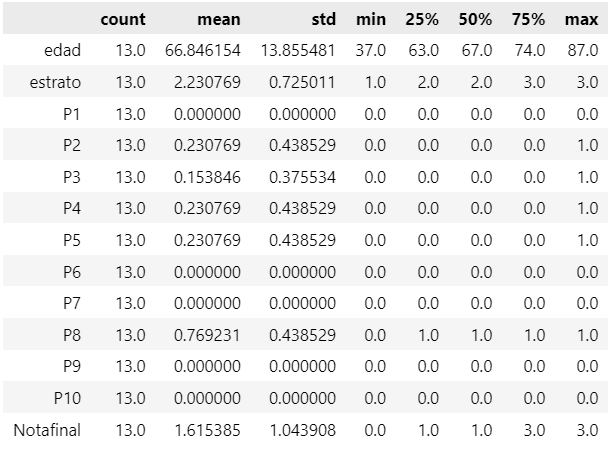 count mean std min 25% 50% 75% max
edad 13.0 66.846154 13.855481 37.0 63.0 67.0 74.0 87.0
estrato 13.0 2.230769 0.725011 1.0 2.0 2.0 3.0 3.0
P1 13.0 0.000000 0.000000 0.0 0.0 0.0 0.0 0.0
P2 13.0 0.230769 0.438529 0.0 0.0 0.0 0.0 1.0
P3 13.0 0.153846 0.375534 0.0 0.0 0.0 0.0 1.0
P4 13.0 0.230769 0.438529 0.0 0.0 0.0 0.0 1.0
P5 13.0 0.230769 0.438529 0.0 0.0 0.0 0.0 1.0
P6 13.0 0.000000 0.000000 0.0 0.0 0.0 0.0 0.0
P7 13.0 0.000000 0.000000 0.0 0.0 0.0 0.0 0.0
P8 13.0 0.769231 0.438529 0.0 1.0 1.0 1.0 1.0
P9 13.0 0.000000 0.000000 0.0 0.0 0.0 0.0 0.0
P10 13.0 0.000000 0.000000 0.0 0.0 0.0 0.0 0.0
Notafinal 13.0 1.615385 1.043908 0.0 1.0 1.0 3.0 3.0